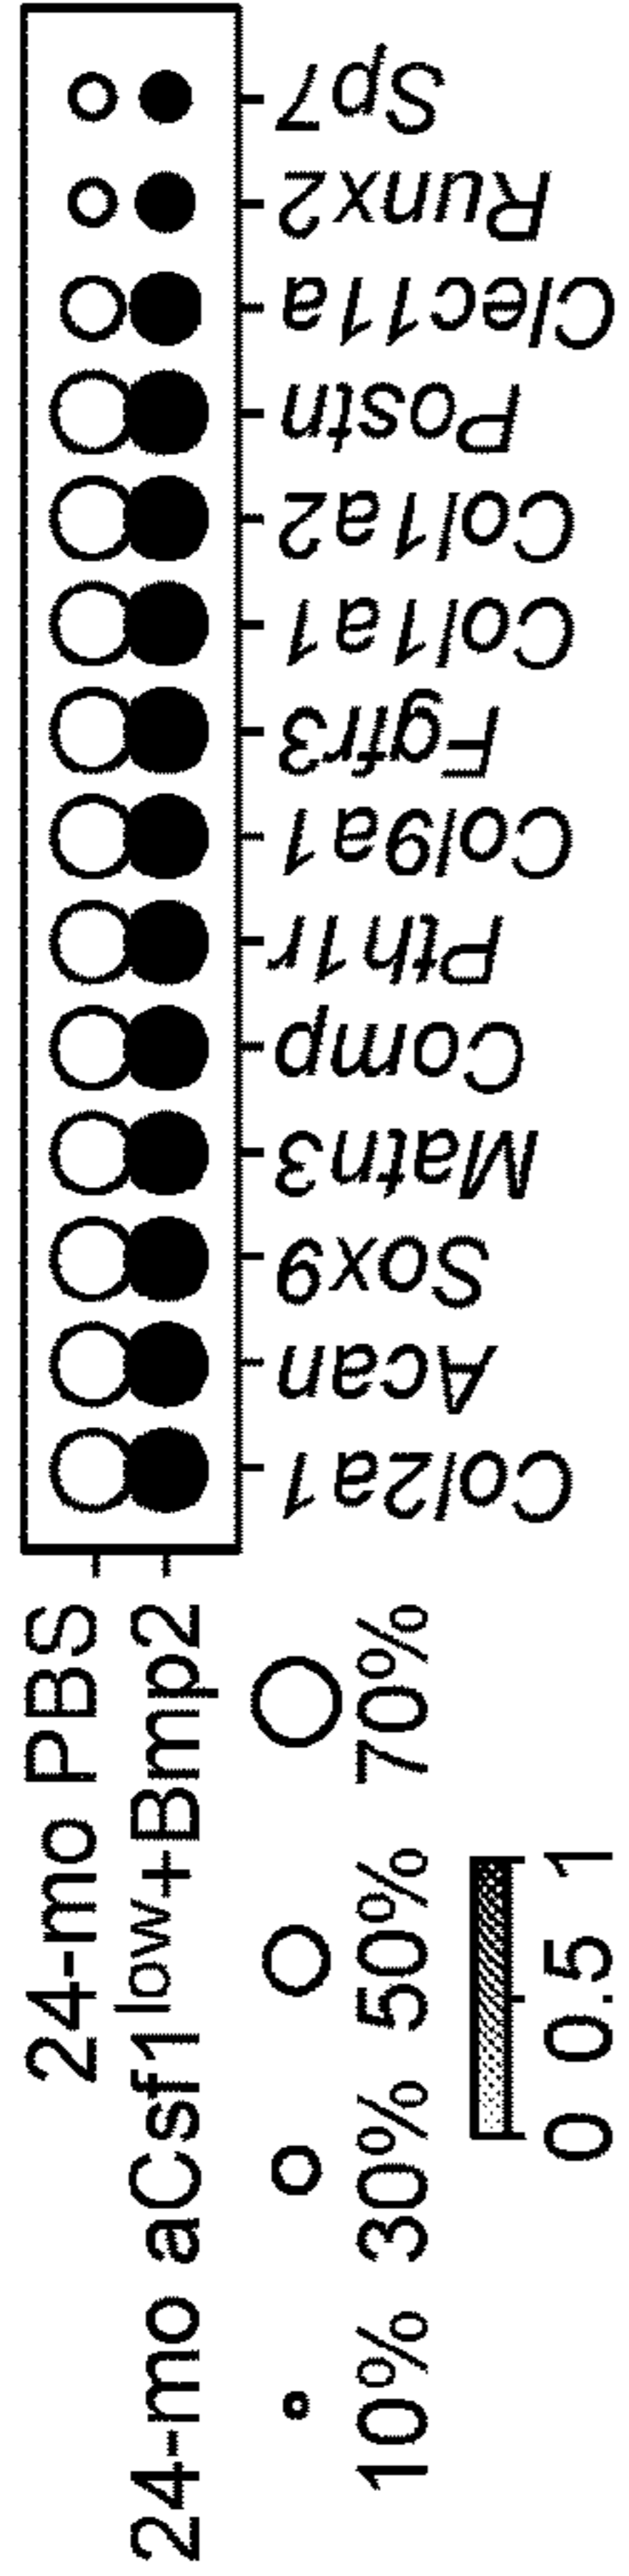 24-mo PBS
24-mo aCsf1low+Bmp2
Col2a1
Acan
Sox9
Matn3
Comp
Pth1r
Col9a1
Fgfr3
Col1a1
Col1a2
Postn
Clec11a
Runx2
Sp7
10% 30% 50% 70%
0 0.5 1